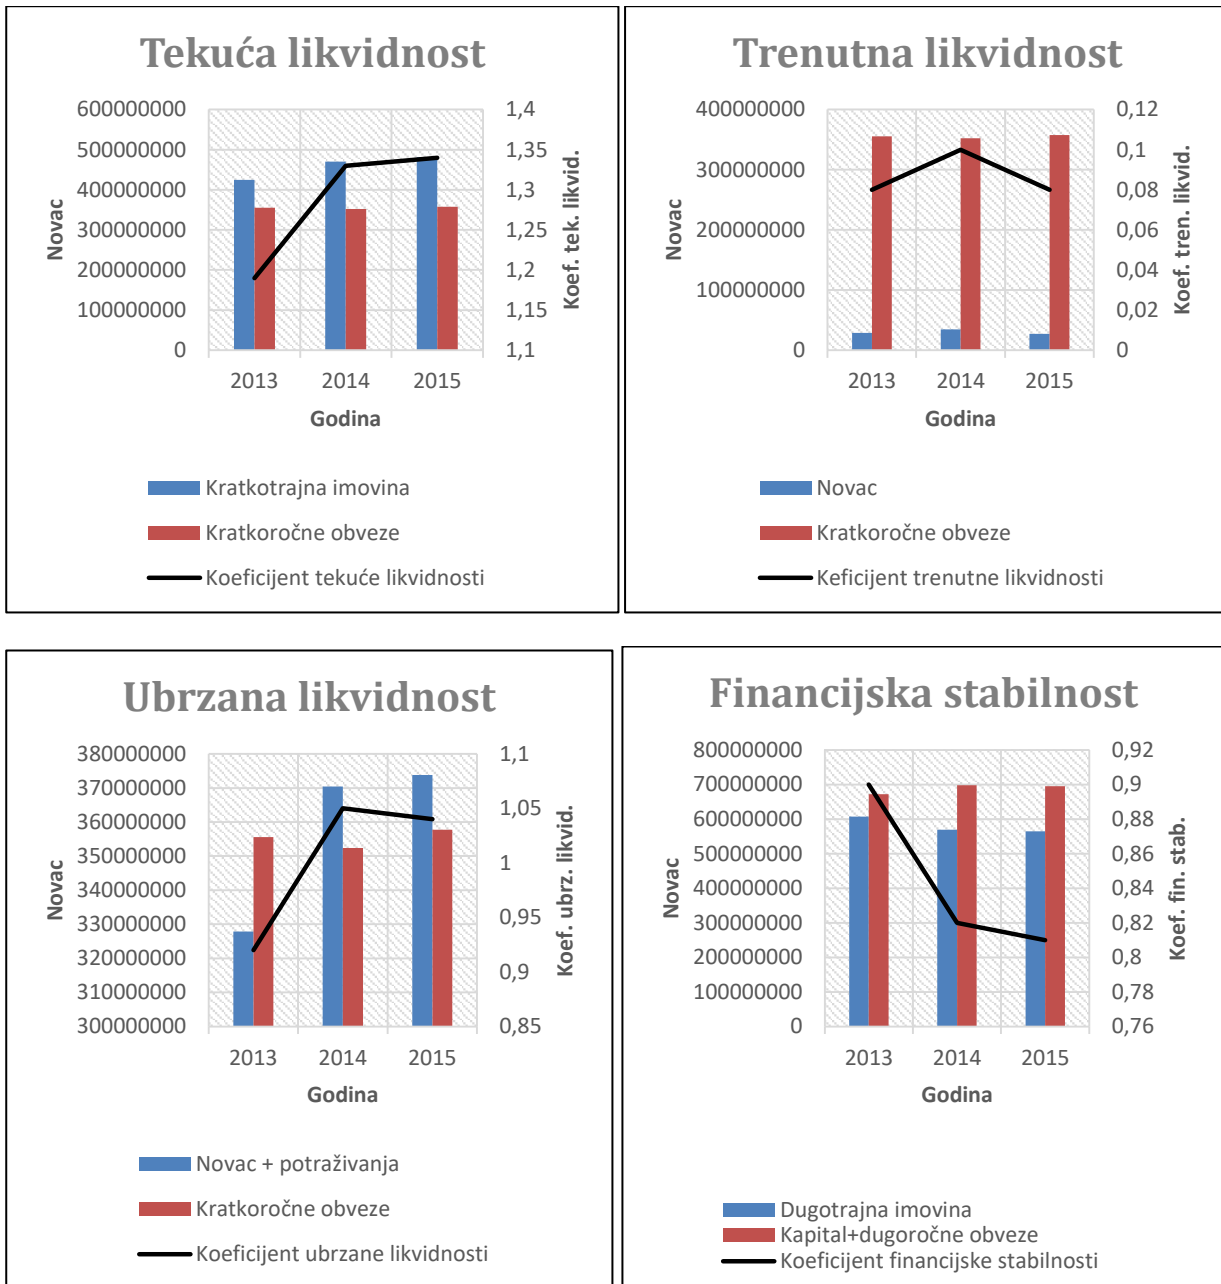 Tekuća likvidnost
600000000
500000000
400000000
300000000
200000000
100000000
0
Novac
1,4
1,35
1,3
1,25
1,2
1,15
1,1
Koef. tek. likvid.
2013 2014 2015
Godina
Kratkotrajna imovina
Kratkoročne obveze
Koeficijent tekuće likvidnosti
Trenutna likvidnost
400000000
300000000
200000000
100000000
0
Novac
0,12
0,1
0,08
0,06
0,04
0,02
0
Koef. tren. likvid.
2013 2014 2015
Godina
Novac
Kratkoročne obveze
Keficijent trenutne likvidnosti
Ubrzana likvidnost
380000000
370000000
360000000
350000000
340000000
330000000
320000000
310000000
300000000
Novac
1,1
1,05
1
0,95
0,9
0,85
Koef. ubrz. likvid.
2013 2014 2015
Godina
Novac + potraživanja
Kratkoročne obveze
Koeficijent ubrzane likvidnosti
Financijska stabilnost
800000000
700000000
600000000
500000000
400000000
300000000
200000000
100000000
0
Novac
0,92
0,9
0,88
0,86
0,84
0,82
0,8
0,78
0,76
Koef. fin. stab.
2013 2014 2015
Godina
Dugotrajna imovina
Kapital+dugoročne obveze
Koeficijent financijske stabilnosti